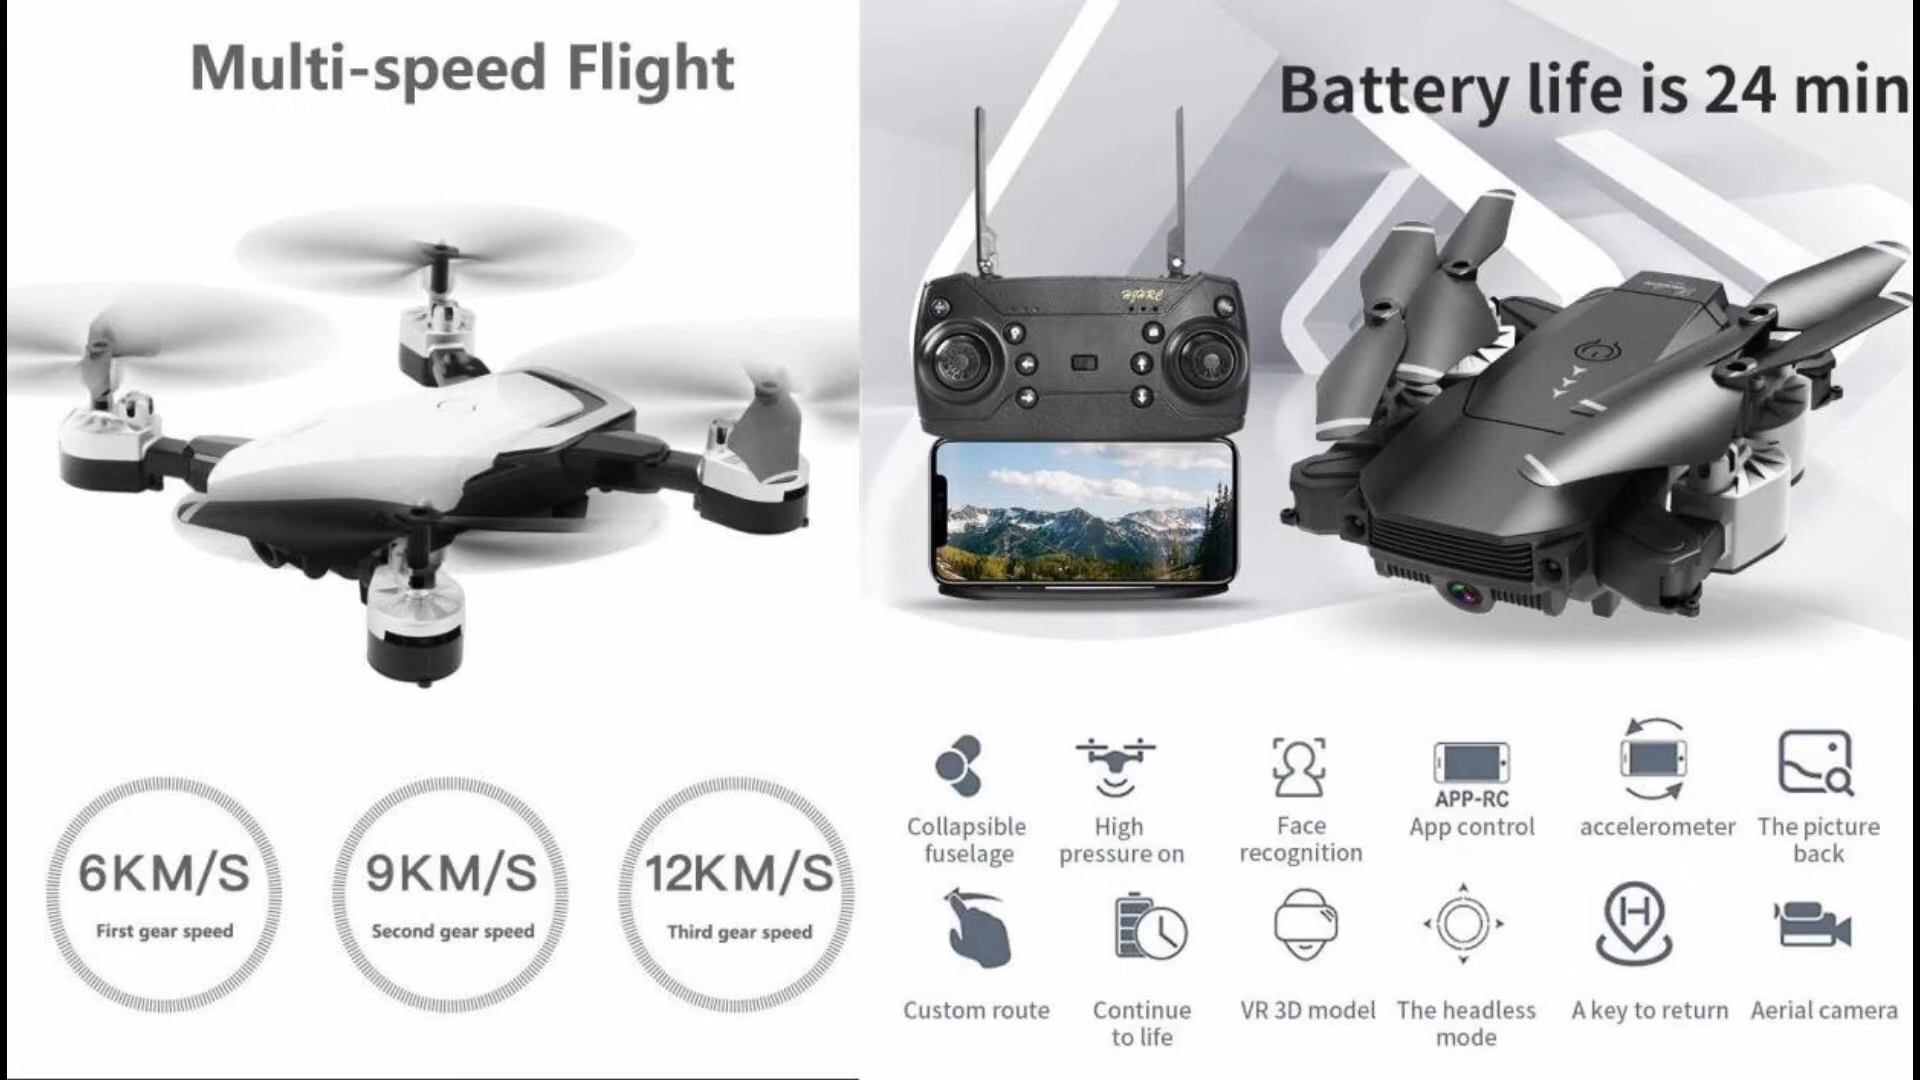 Multi-speed Flight
6KM/S
First gear speed
9KM/S
Second gear speed
12KM/S
Third gear speed
Battery life is 24 min
HJHRC
APP-RC
Collapsible
fuselage
High
pressure on
Face
recognition
App control
accelerometer
The picture
back
H
Custom route
Continue
to life
VR 3D model
The headless
mode
A key to return
Aerial camera